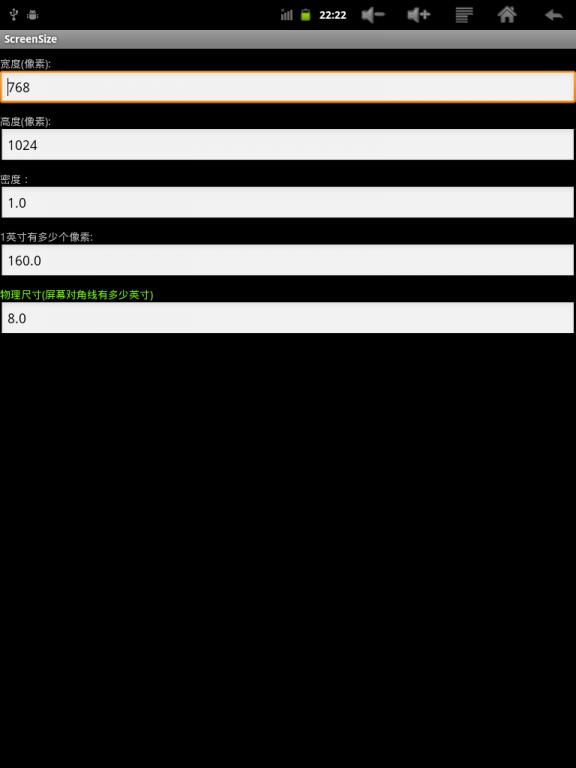 22:22
ScreenSize
宽度(像素):
768
高度(像素):
1024
密度：
1.0
1英寸有多少个像素:
160.0
物理尺寸(屏幕对角线有多少英寸)
8.0